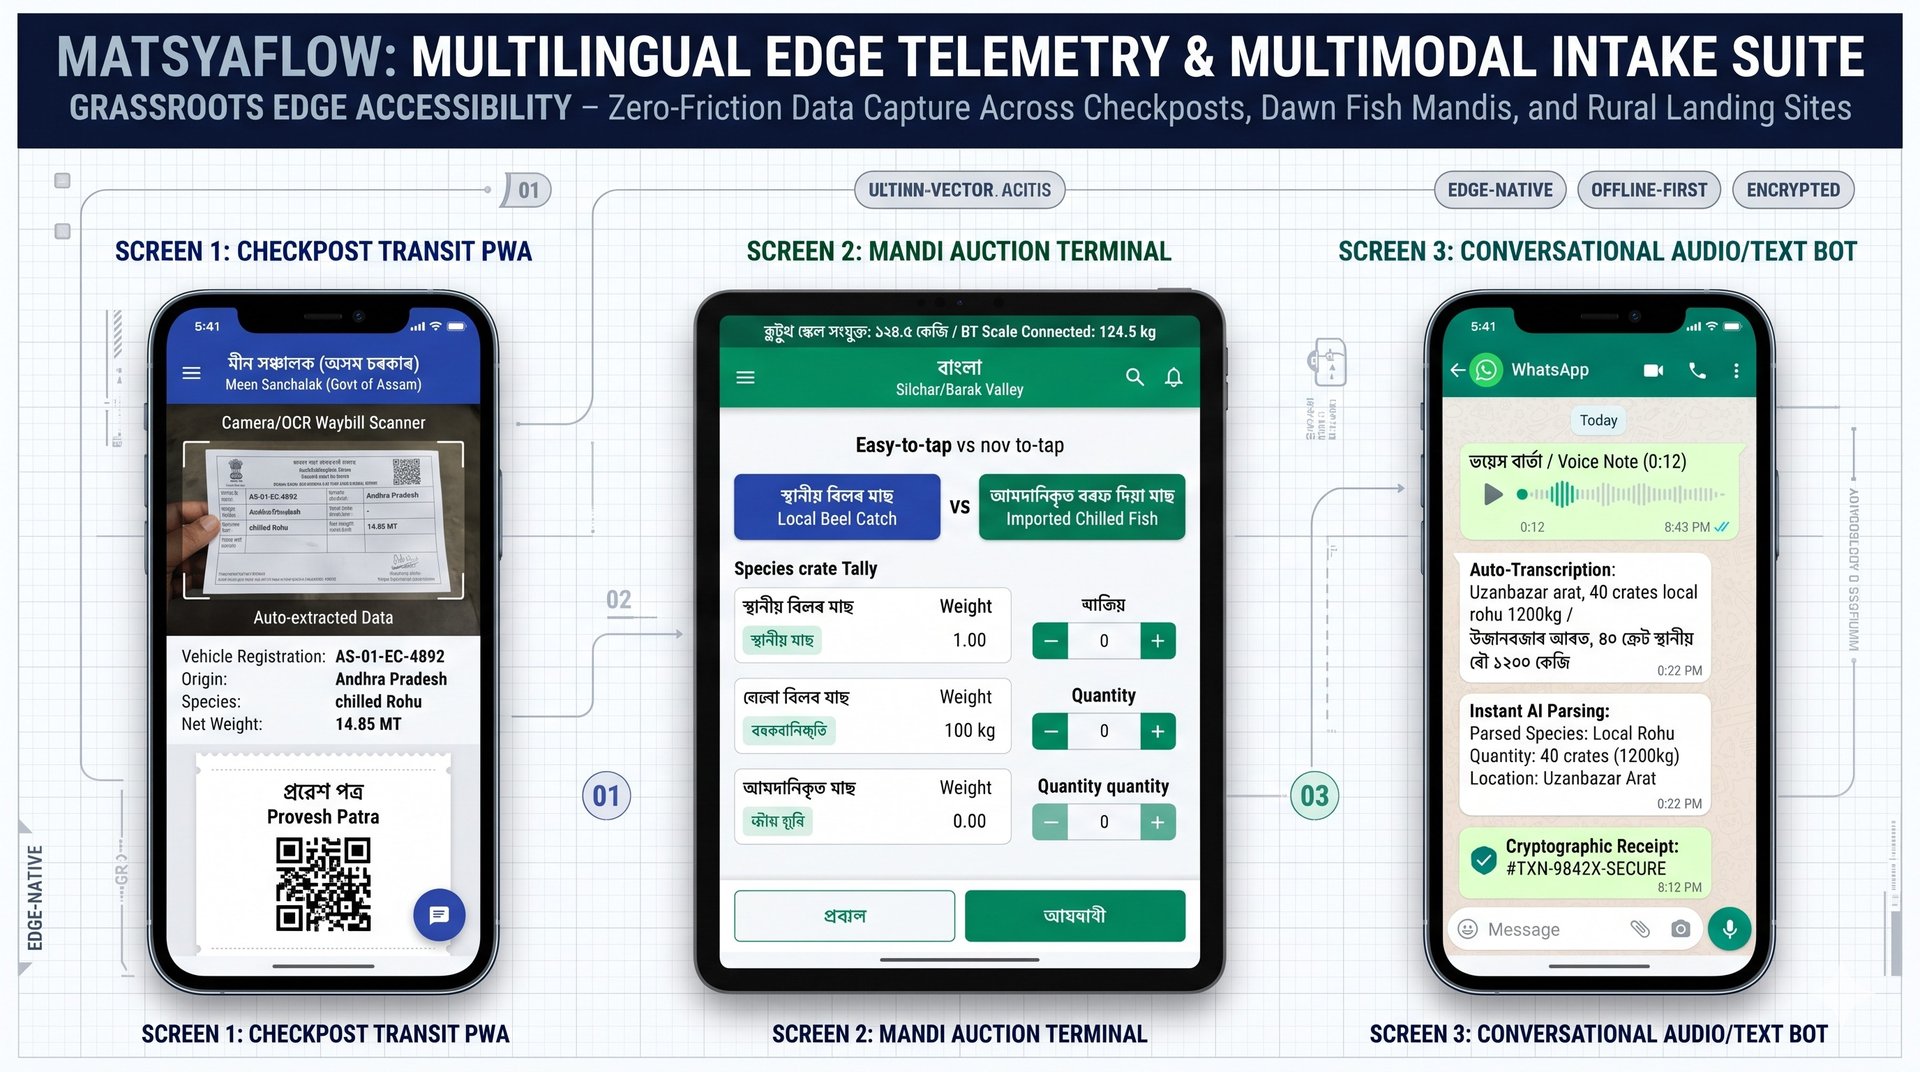 MATSYAFLOW: MULTILINGUAL EDGE TELEMETRY & MULTIMODAL INTAKE SUITE
GRASSROOTS EDGE ACCESSIBILITY – Zero-Friction Data Capture Across Checkposts, Dawn Fish Mandis, and Rural Landing Sites
01
ULTINN-VECTOR. ACITIS
EDGE-NATIVE
OFFLINE-FIRST
ENCRYPTED
SCREEN 1: CHECKPOST TRANSIT PWA
5:41
মীন সঞ্চালক (অসম চৰকাৰ)
Meen Sanchalak (Govt of Assam)
Camera/OCR Waybill Scanner
AS-01-EC-4892
Andhra Pradesh
chilled Rohu
14.85 MT
Auto-extracted Data
Vehicle Registration: AS-01-EC-4892
Origin: Andhra Pradesh
Species: chilled Rohu
Net Weight: 14.85 MT
Provesh Patra
SCREEN 1: CHECKPOST TRANSIT PWA
EDGE-NATIVE
02
01
SCREEN 2: MANDI AUCTION TERMINAL
স্কেল সংযুক্ত: ১২৪.৫ কেজি / BT Scale Connected: 124.5 kg
বাংলা
Silchar/Barak Valley
Easy-to-tap vs nov to-tap
স্থানীয় বিলৰ মাছ
Local Beel Catch
VS
আমদানিকৃত বৰফ দিয়া মাছ
Imported Chilled Fish
Species crate Tally
স্থানীয় বিলৰ মাছ
Weight
1.00
0
Weight
100 kg
Quantity
0
আমদানিকৃত
Weight
0.00
Quantity quantity
0
SCREEN 2: MANDI AUCTION TERMINAL
03
SCREEN 3: CONVERSATIONAL AUDIO/TEXT BOT
5:41
WhatsApp
Today
ভয়েস বার্তা / Voice Note (0:12)
0:12
8:43 PM
Auto-Transcription:
Uzanbazar arat, 40 crates local
rohu 1200kg /
উজানবজাৰ আৰত, ৪০ ক্রেট স্থানীয়
ৰৌ ১২০০ কেজি
0:22 PM
Instant AI Parsing:
Parsed Species: Local Rohu
Quantity: 40 crates (1200kg)
Location: Uzanbazar Arat
0:22 PM
Cryptographic Receipt:
#TXN-9842X-SECURE
8:12 PM
Message
SCREEN 3: CONVERSATIONAL AUDIO/TEXT BOT